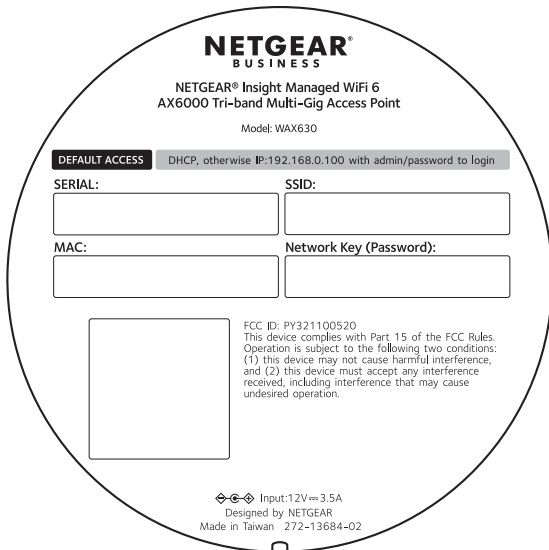 NETGEAR®
BUSINESS
NETGEAR® Insight Managed WiFi 6
AX6000 Tri-band Multi-Gig Access Point
Model: WAX630
DEFAULT ACCESS DHCP, otherwise IP:192.168.0.100 with admin/password to login
SERIAL: SSID:
MAC: Network Key (Password):
FCC ID: PY321100520
This device complies with Part 15 of the FCC Rules.
Operation is subject to the following two conditions:
(1) this device may not cause harmful interference,
and (2) this device must accept any interference
received, including interference that may cause
undesired operation.
Input:12V⎓3.5A
Designed by NETGEAR
Made in Taiwan 272-13684-02